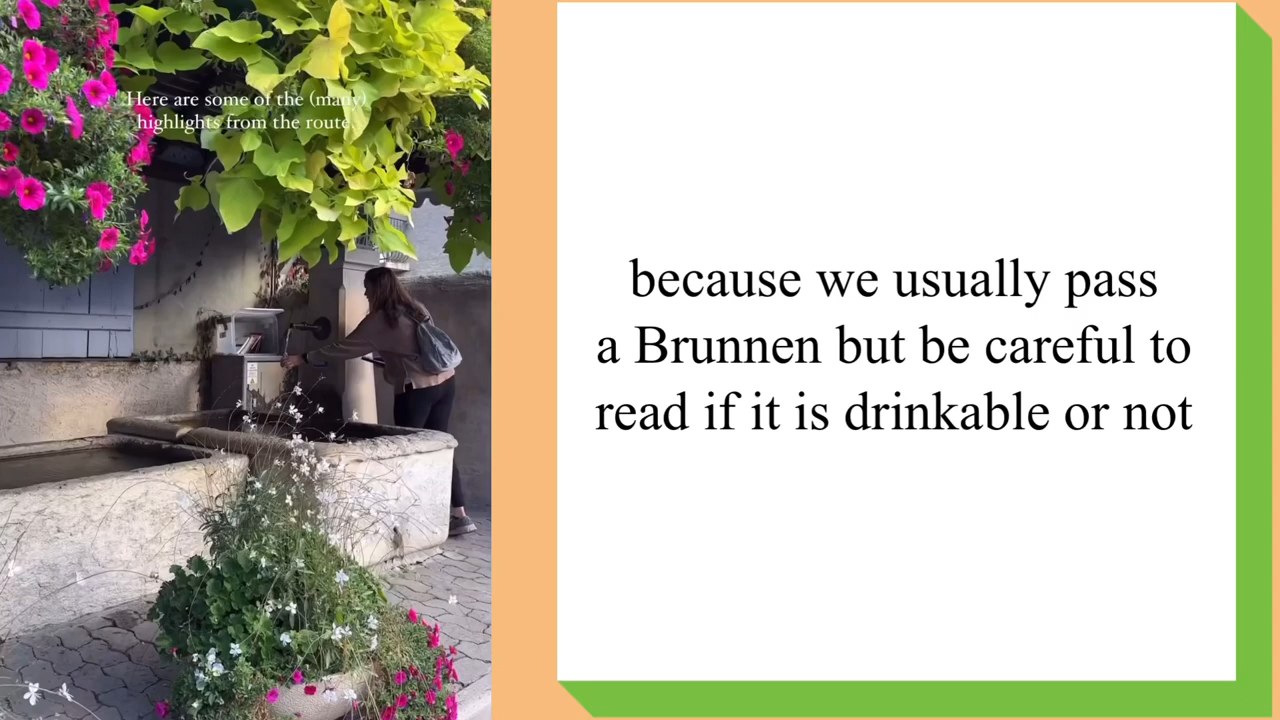 Here are some of the (many)
highlights from the route.
because we usually pass
a Brunnen but be careful to
read if it is drinkable or not